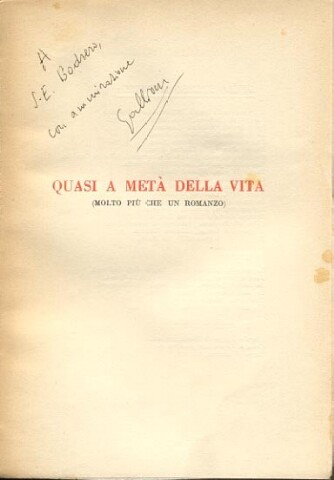 A
S.E. Bodrero,
con ammirazione
QUASI A METÀ DELLA VITA
(MOLTO PIÙ CHE UN ROMANZO)